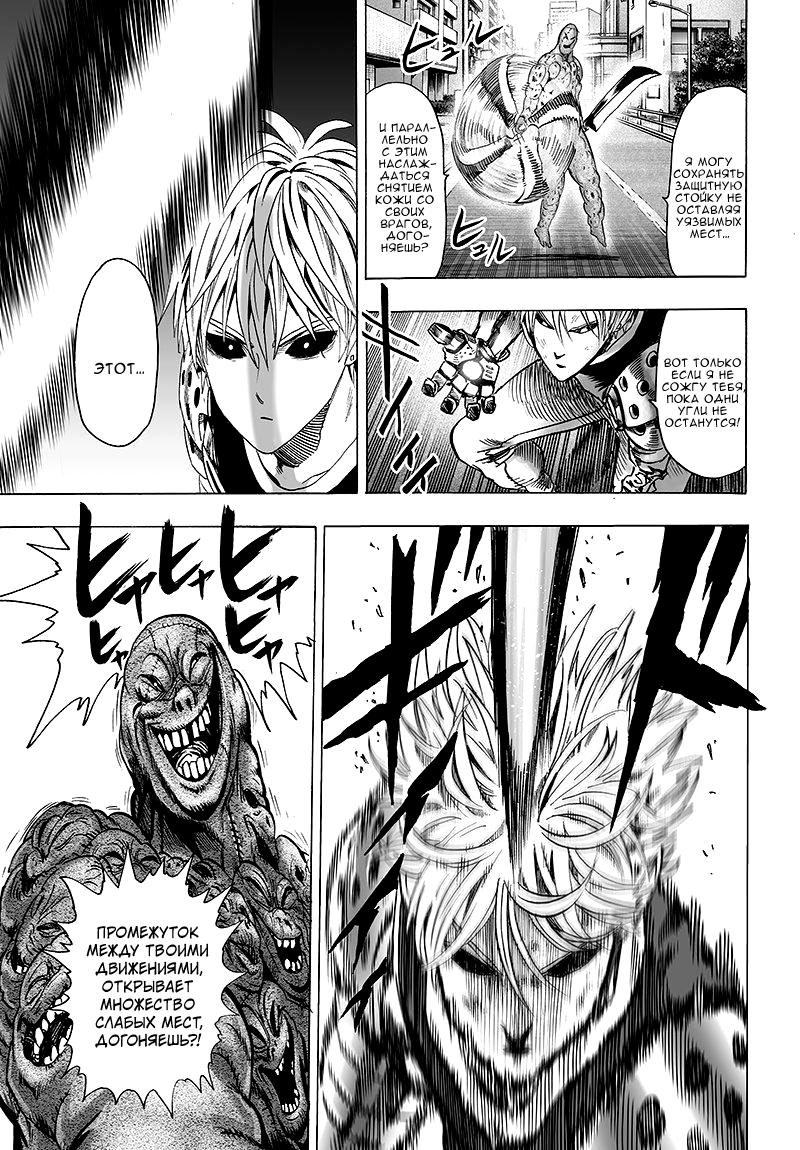 ヒュル
Я МОГУ
СОХРАНЯТЬ
ЗАЩИТНУЮ
СТОЙКУ НЕ
ОСТАВЛЯЯ
УЯЗВИМЫХ
МЕСТ...
И ПАРАЛ-
ЛЕЛЬНО
С ЭТИМ
НАСЛАЖ-
ДАТЬСЯ
СНЯТИЕМ
КОЖИ СО
СВОИХ
ВРАГОВ,
ДОГО-
НЯЕШЬ?
ヒュル
ВОТ ТОЛЬКО
ЕСЛИ Я НЕ
СОЖГУ ТЕБЯ,
ПОКА ОДНИ
УГЛИ НЕ
ОСТАНУТСЯ!
ЭТОТ...
ヒャ
ヒャ
ヒャ
ヒャ
ヒャ
ПРОМЕЖУТОК
МЕЖДУ ТВОИМИ
ДВИЖЕНИЯМИ,
ОТКРЫВАЕТ
МНОЖЕСТВО
СЛАБЫХ МЕСТ,
ДОГОНЯЕШЬ?!